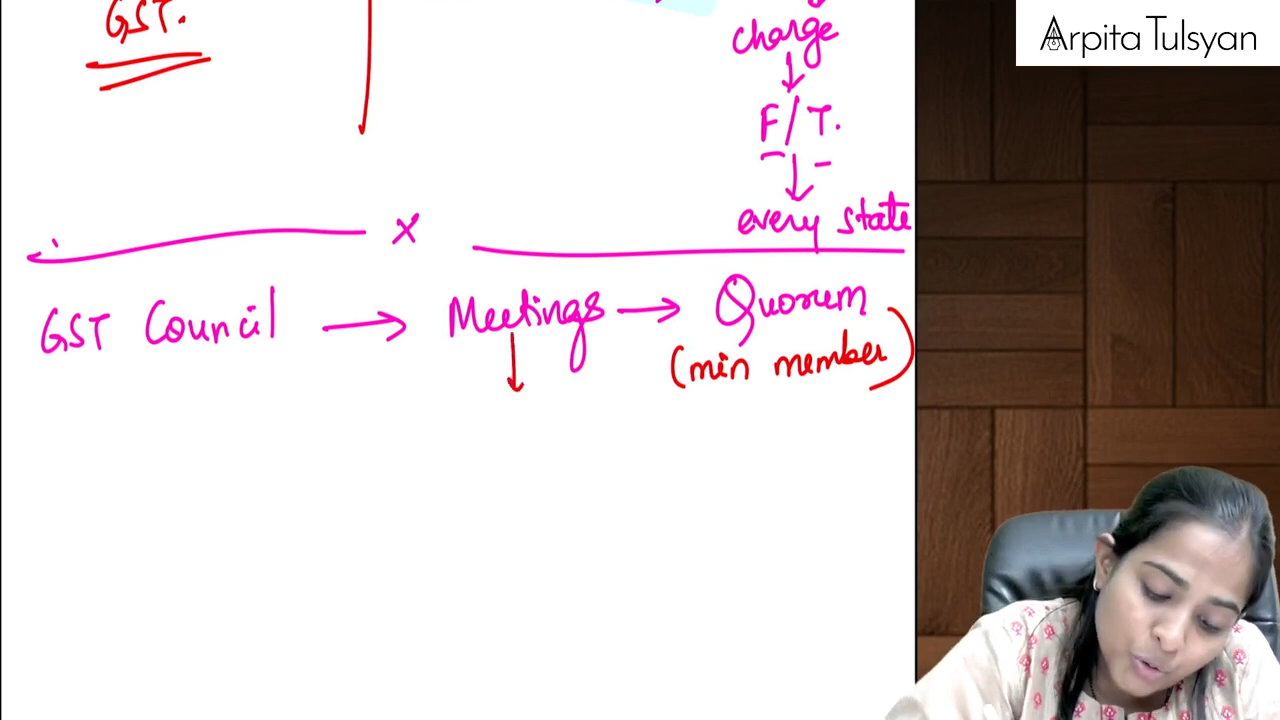 Arpita Tulsyan
GST.
charge
F/T.
every state
x
GST Council → Meetings → Quorum
(min member)